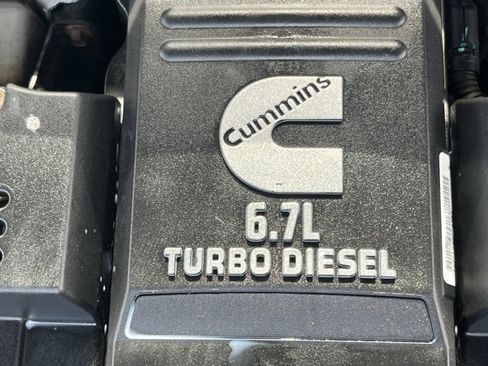 Cummins
6.7L
TURBO DIESEL